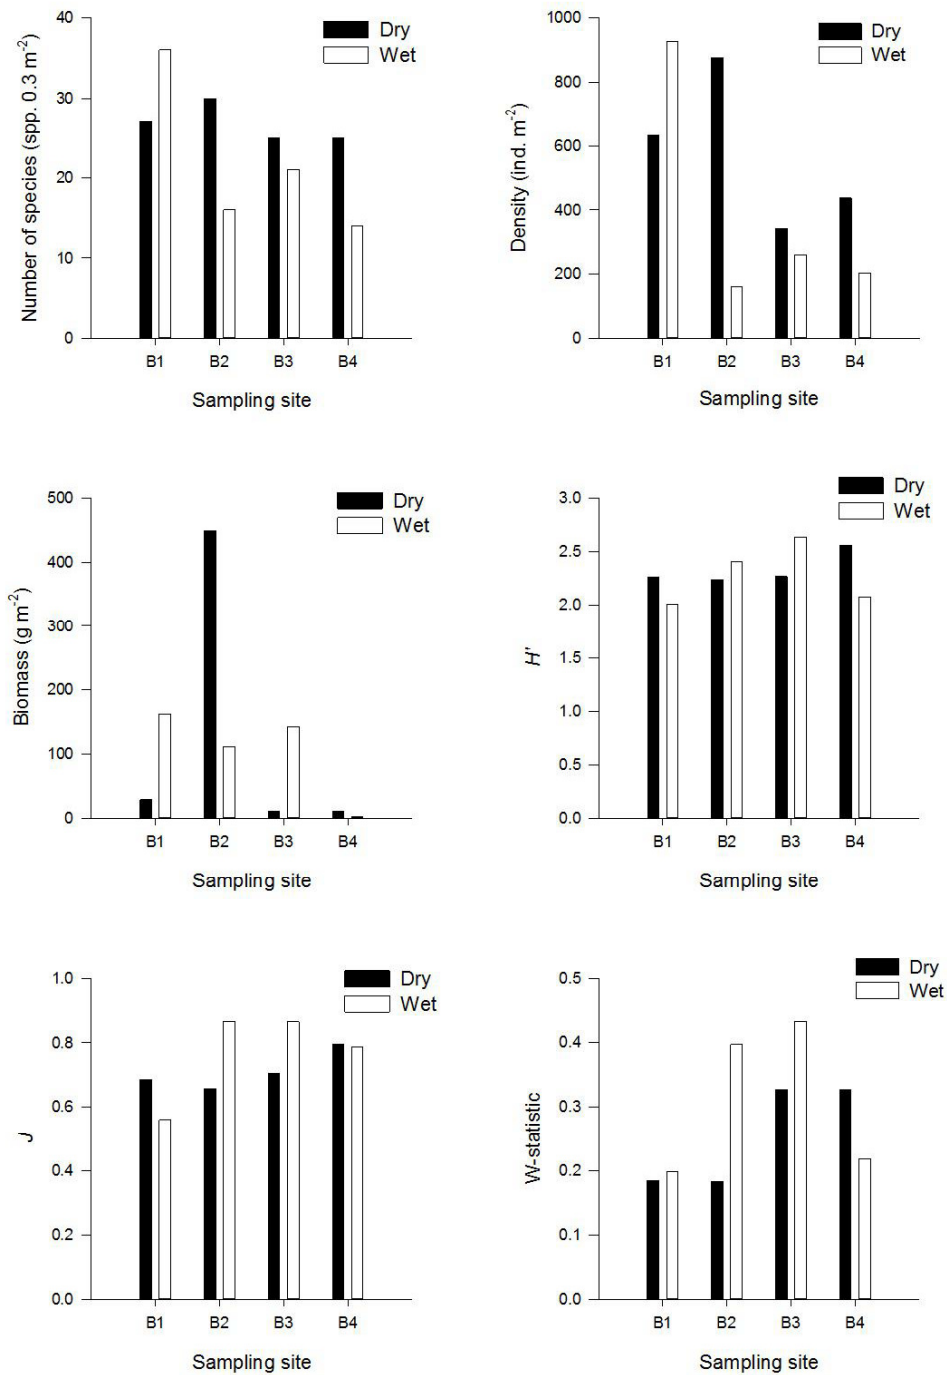 Number of species (spp. 0.3 m-2)
40
30
20
10
0
Dry
Wet
B1 B2 B3 B4
Sampling site
Density (ind. m-2)
1000
800
600
400
200
0
Dry
Wet
B1 B2 B3 B4
Sampling site
Biomass (g m-2)
500
400
300
200
100
0
Dry
Wet
B1 B2 B3 B4
Sampling site
H'
3.0
2.5
2.0
1.5
1.0
0.5
0.0
Dry
Wet
B1 B2 B3 B4
Sampling site
J
1.0
0.8
0.6
0.4
0.2
0.0
Dry
Wet
B1 B2 B3 B4
Sampling site
W-statistic
0.5
0.4
0.3
0.2
0.1
0.0
Dry
Wet
B1 B2 B3 B4
Sampling site